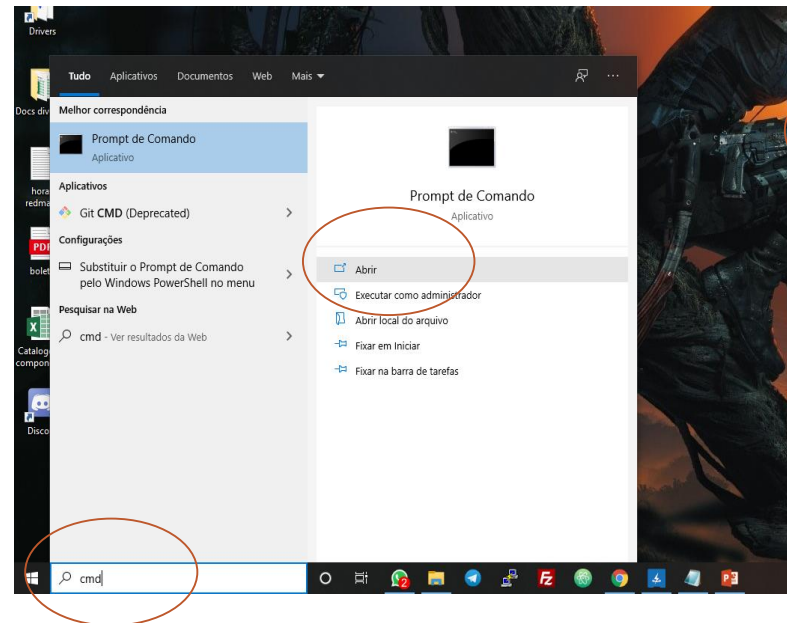 Drivers
Tudo Aplicativos Documentos Web Mais
Docs div
Melhor correspondência
Prompt de Comando
Aplicativo
Aplicativos
Git CMD (Deprecated)
Configurações
Substituir o Prompt de Comando
pelo Windows PowerShell no menu
Pesquisar na Web
cmd - Ver resultados da Web
Prompt de Comando
Aplicativo
Abrir
Executar como administrador
Abrir local do arquivo
Fixar em Iniciar
Fixar na barra de tarefas
hora
redma
PDF
bolet
X
Catalog
compon
Disco
cmd
2
Fz
P